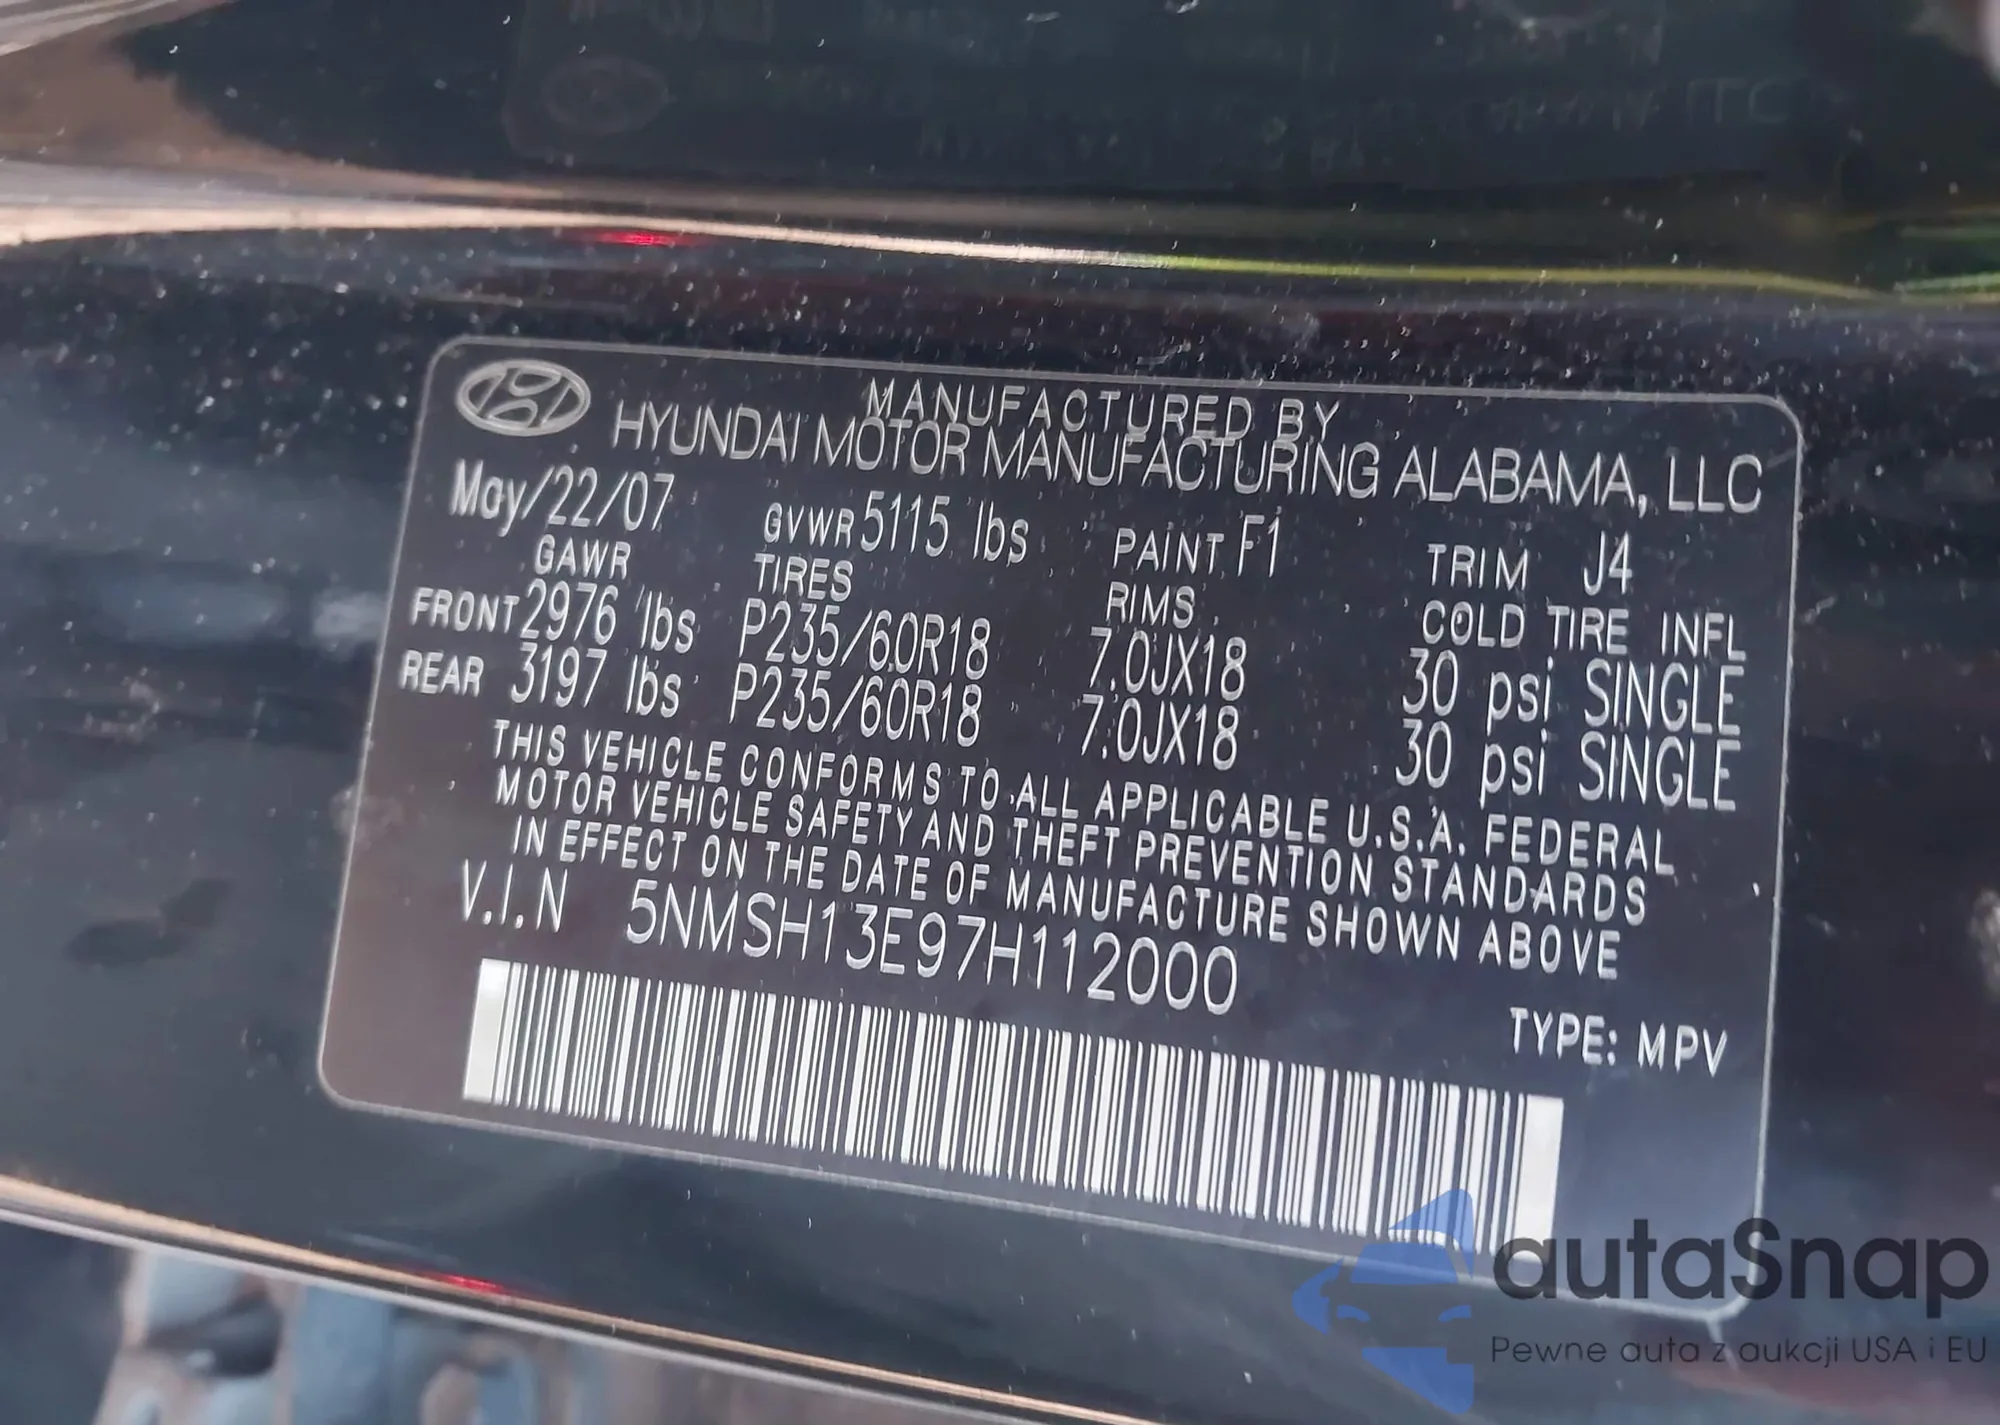 MANUFACTURED BY
HYUNDAI MOTOR MANUFACTURING ALABAMA, LLC
May/22/07 GVWR 5115 lbs PAINT F1 TRIM J4
GAWR TIRES RIMS COLD TIRE INFL
FRONT 2976 lbs P235/60R18 7.0JX18 30 psi SINGLE
REAR 3197 lbs P235/60R18 7.0JX18 30 psi SINGLE
THIS VEHICLE CONFORMS TO ALL APPLICABLE U.S.A. FEDERAL
MOTOR VEHICLE SAFETY AND THEFT PREVENTION STANDARDS
IN EFFECT ON THE DATE OF MANUFACTURE SHOWN ABOVE
V.I.N 5NMSH13E97H112000
TYPE: MPV
autaSnap
Pewne auta z aukcji USA i EU